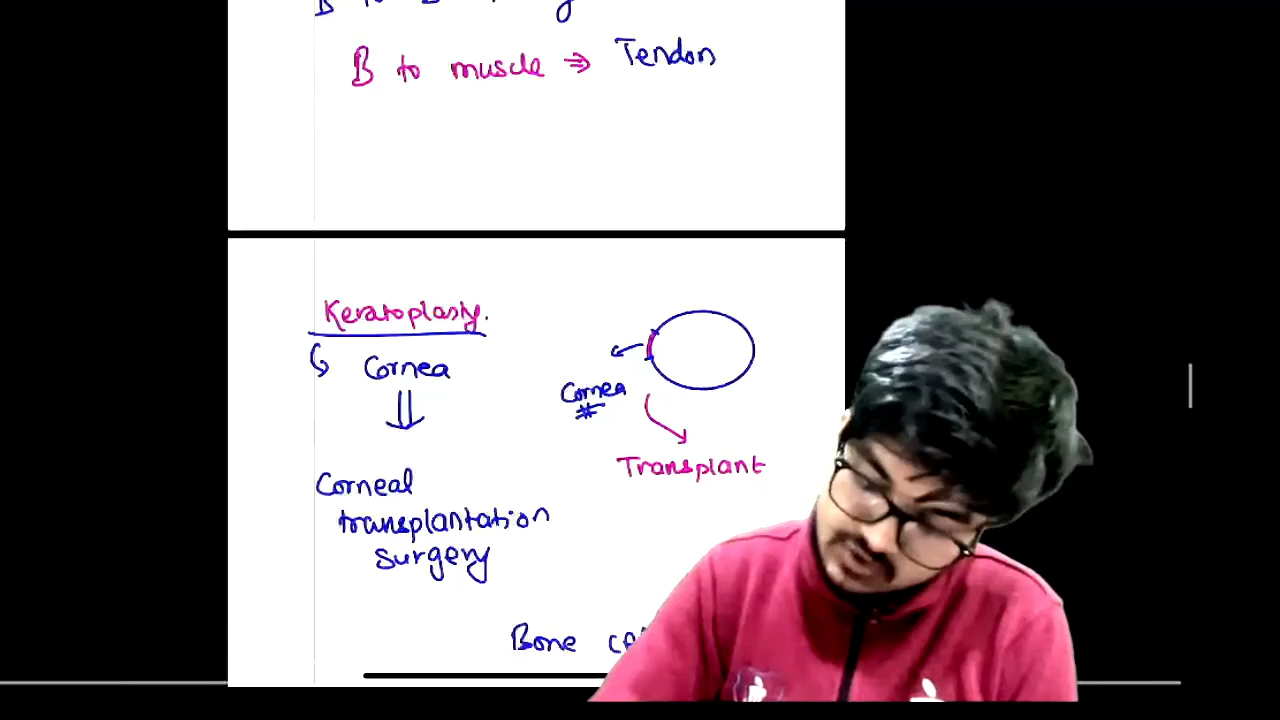 B to muscle ⇒ Tendon
Keratoplasty.
Cornea
Cornea
Transplant
Corneal
transplantation
surgery
Bone